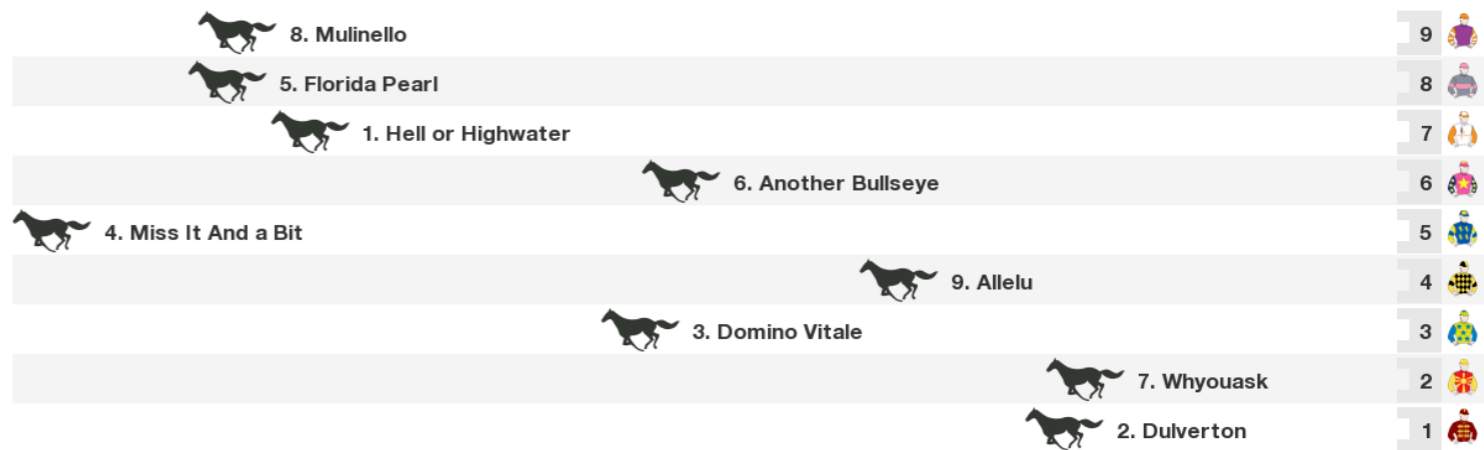 8. Mulinello 9
5. Florida Pearl 8
1. Hell or Highwater 7
6. Another Bullseye 6
4. Miss It And a Bit 5
9. Allelu 4
3. Domino Vitale 3
7. Whyouask 2
2. Dulverton 1